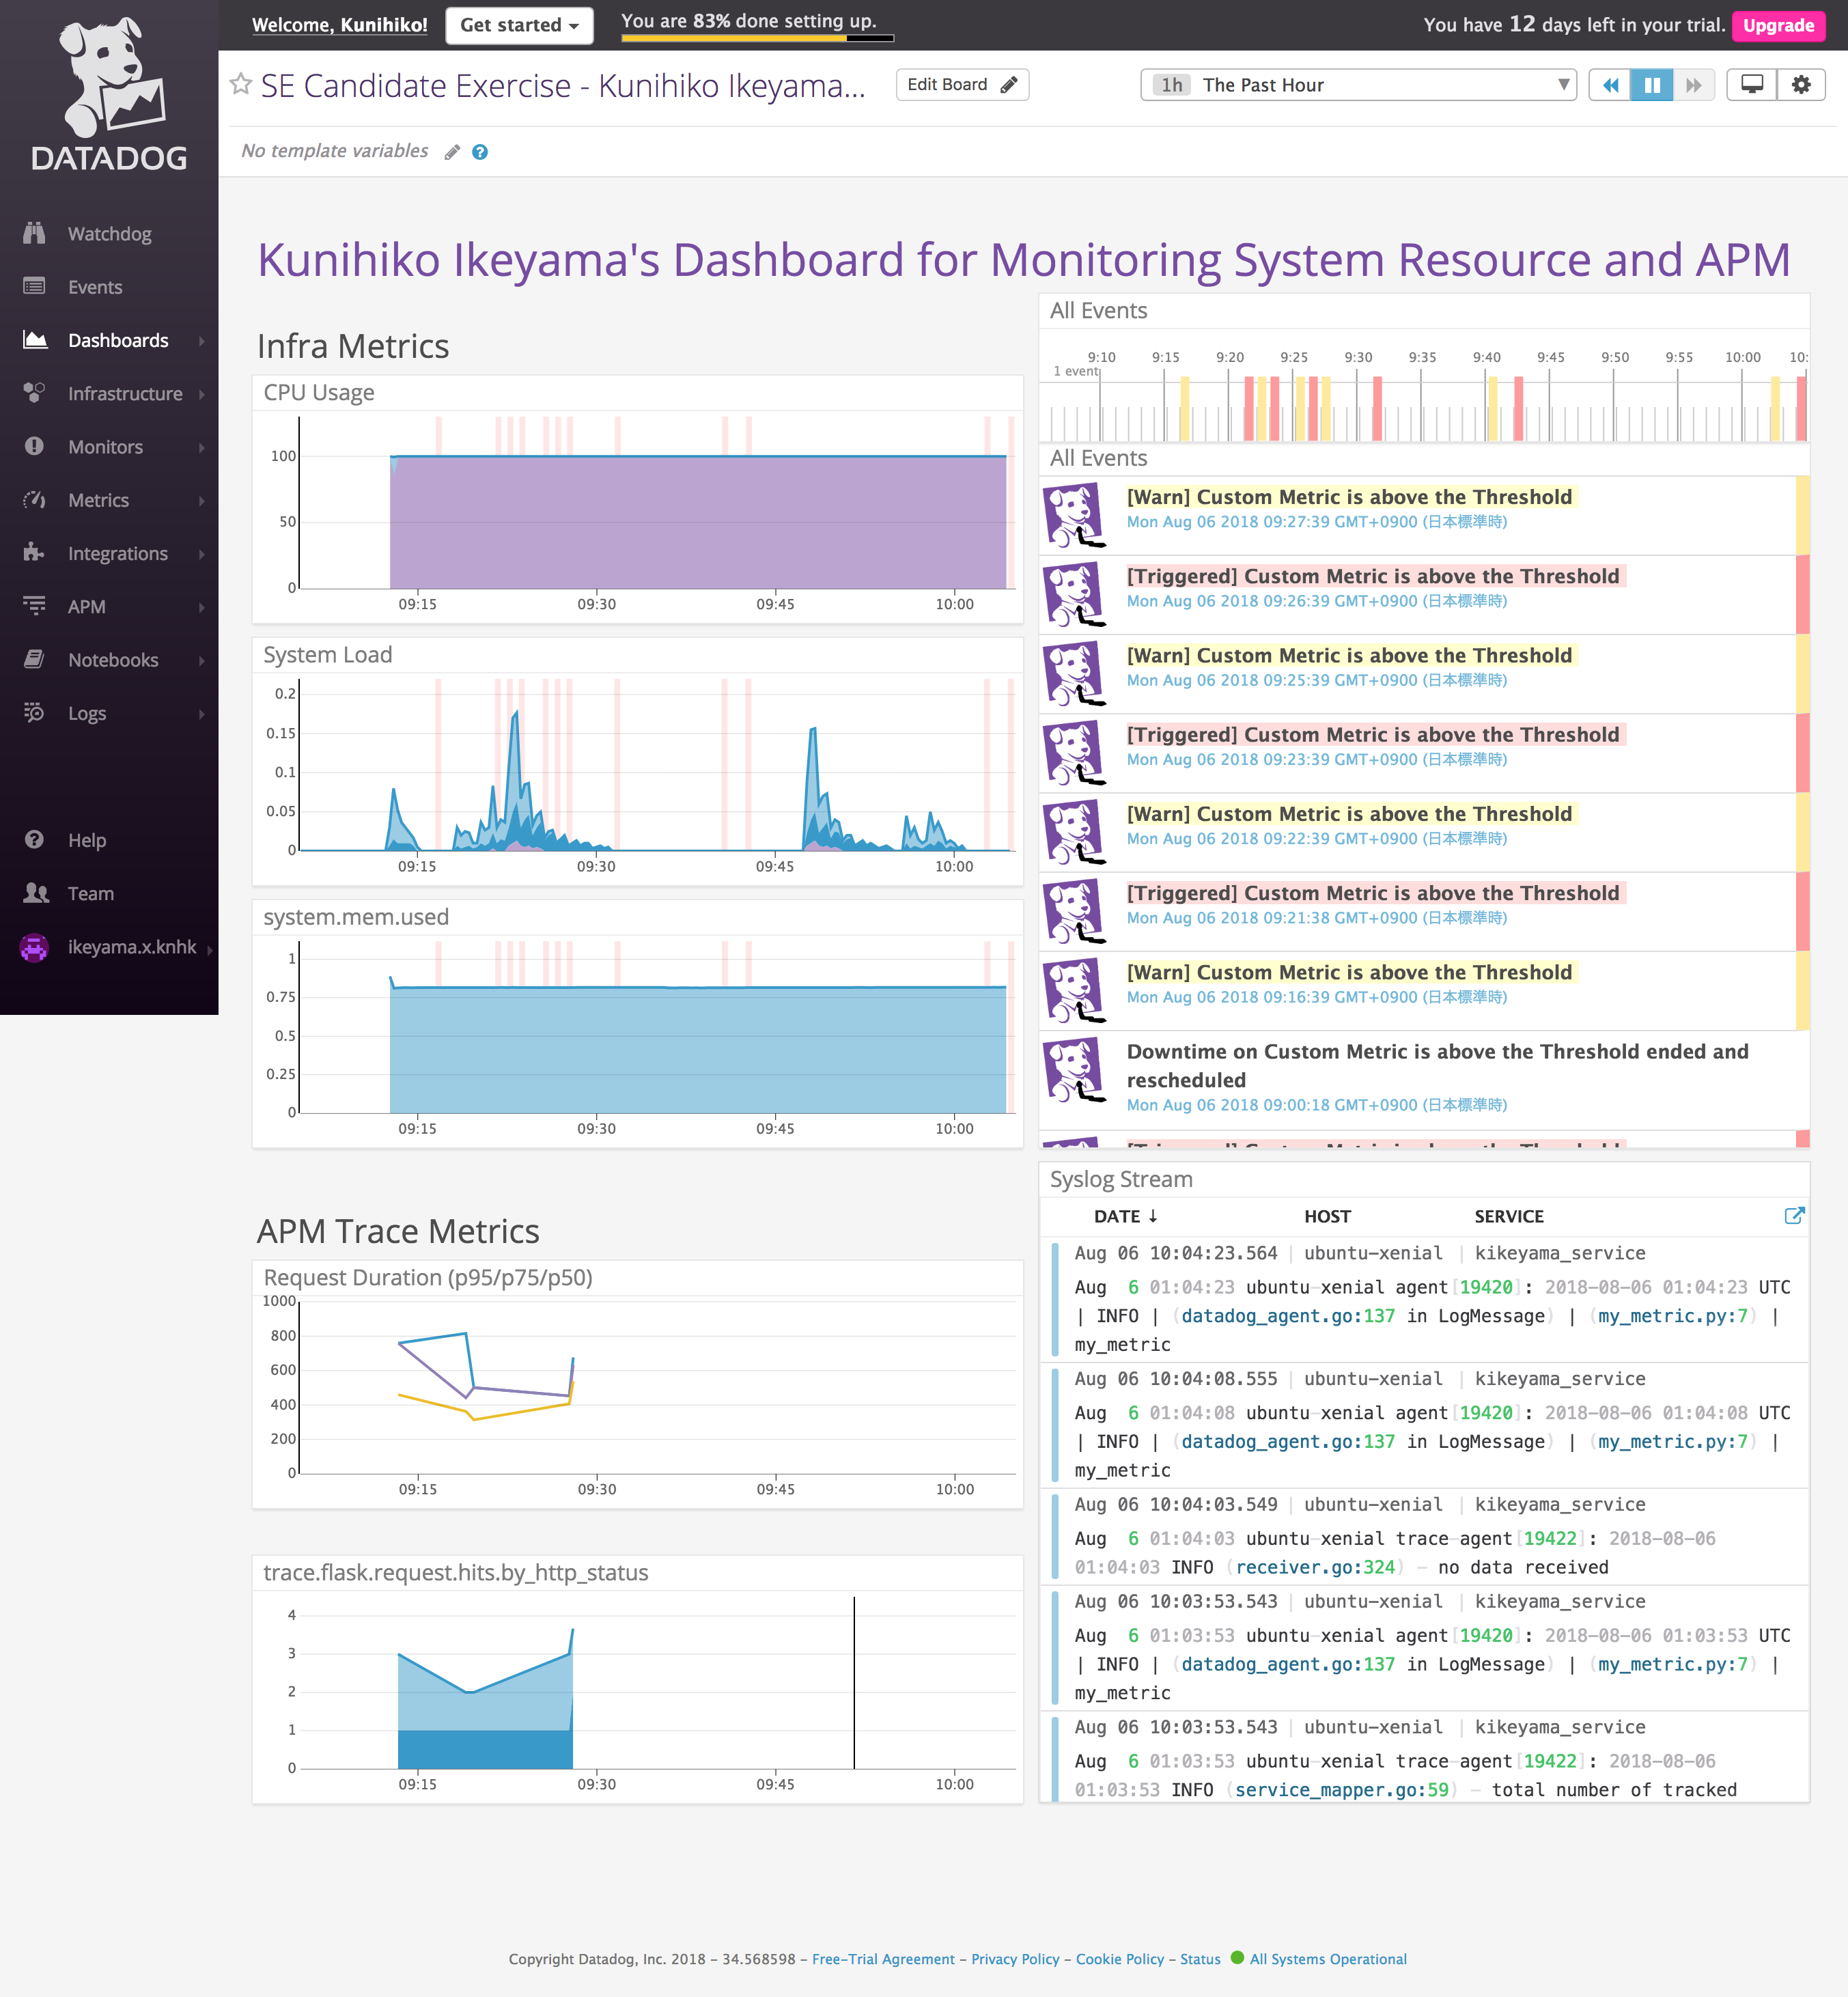 DATADOG
Watchdog
Events
Dashboards
Infrastructure
Monitors
Metrics
Integrations
APM
Notebooks
Logs
Help
Team
ikeyama.x.knhk
Welcome, Kunihiko!
Get started
You are 83% done setting up.
You have 12 days left in your trial.
Upgrade
SE Candidate Exercise - Kunihiko Ikeyama...
Edit Board
1h The Past Hour
No template variables
Kunihiko Ikeyama's Dashboard for Monitoring System Resource and APM
Infra Metrics
CPU Usage
100
50
0
09:15 09:30 09:45 10:00
System Load
0.2
0.15
0.1
0.05
0
09:15 09:30 09:45 10:00
system.mem.used
1
0.75
0.5
0.25
0
09:15 09:30 09:45 10:00
APM Trace Metrics
Request Duration (p95/p75/p50)
1000
800
600
400
200
0
09:15 09:30 09:45 10:00
trace.flask.request.hits.by_http_status
4
3
2
1
0
09:15 09:30 09:45 10:00
All Events
9:10 9:15 9:20 9:25 9:30 9:35 9:40 9:45 9:50 9:55 10:00 10:
1 event
All Events
[Warn] Custom Metric is above the Threshold
Mon Aug 06 2018 09:27:39 GMT+0900 (日本標準時)
[Triggered] Custom Metric is above the Threshold
Mon Aug 06 2018 09:26:39 GMT+0900 (日本標準時)
[Warn] Custom Metric is above the Threshold
Mon Aug 06 2018 09:25:39 GMT+0900 (日本標準時)
[Triggered] Custom Metric is above the Threshold
Mon Aug 06 2018 09:23:39 GMT+0900 (日本標準時)
[Warn] Custom Metric is above the Threshold
Mon Aug 06 2018 09:22:39 GMT+0900 (日本標準時)
[Triggered] Custom Metric is above the Threshold
Mon Aug 06 2018 09:21:38 GMT+0900 (日本標準時)
[Warn] Custom Metric is above the Threshold
Mon Aug 06 2018 09:16:39 GMT+0900 (日本標準時)
Downtime on Custom Metric is above the Threshold ended and
rescheduled
Mon Aug 06 2018 09:00:18 GMT+0900 (日本標準時)
Syslog Stream
DATE ↓ HOST SERVICE
Aug 06 10:04:23.564 | ubuntu-xenial | kikeyama_service
Aug  6 01:04:23 ubuntu-xenial agent[19420]: 2018-08-06 01:04:23 UTC
| INFO | (datadog_agent.go:137 in LogMessage) | (my_metric.py:7) |
my_metric
Aug 06 10:04:08.555 | ubuntu-xenial | kikeyama_service
Aug  6 01:04:08 ubuntu-xenial agent[19420]: 2018-08-06 01:04:08 UTC
| INFO | (datadog_agent.go:137 in LogMessage) | (my_metric.py:7) |
my_metric
Aug 06 10:04:03.549 | ubuntu-xenial | kikeyama_service
Aug  6 01:04:03 ubuntu-xenial trace-agent[19422]: 2018-08-06
01:04:03 INFO (receiver.go:324) - no data received
Aug 06 10:03:53.543 | ubuntu-xenial | kikeyama_service
Aug  6 01:03:53 ubuntu-xenial agent[19420]: 2018-08-06 01:03:53 UTC
| INFO | (datadog_agent.go:137 in LogMessage) | (my_metric.py:7) |
my_metric
Aug 06 10:03:53.543 | ubuntu-xenial | kikeyama_service
Aug  6 01:03:53 ubuntu-xenial trace-agent[19422]: 2018-08-06
01:03:53 INFO (service_mapper.go:59) - total number of tracked
Copyright Datadog, Inc. 2018 - 34.568598 - Free-Trial Agreement - Privacy Policy - Cookie Policy - Status All Systems Operational